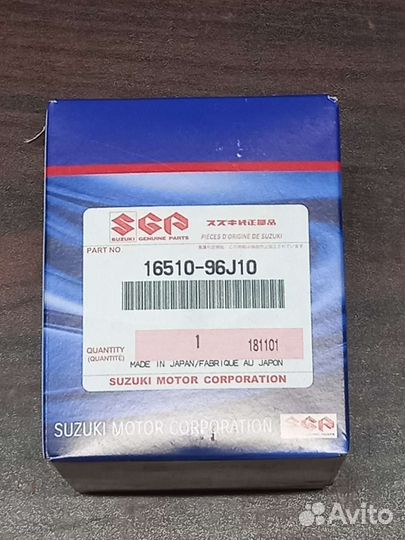 SGP
スズキ純正部品
SUZUKI GENUINE PARTS
PIÈCES D'ORIGINE DE SUZUKI
PART NO.
16510-96J10
QUANTITY
(QUANTITÉ)
1 181101
MADE IN JAPAN/FABRIQUE AU JAPON
SUZUKI MOTOR CORPORATION
SUZUKI MOTOR CORPORATION
SGP
Avito